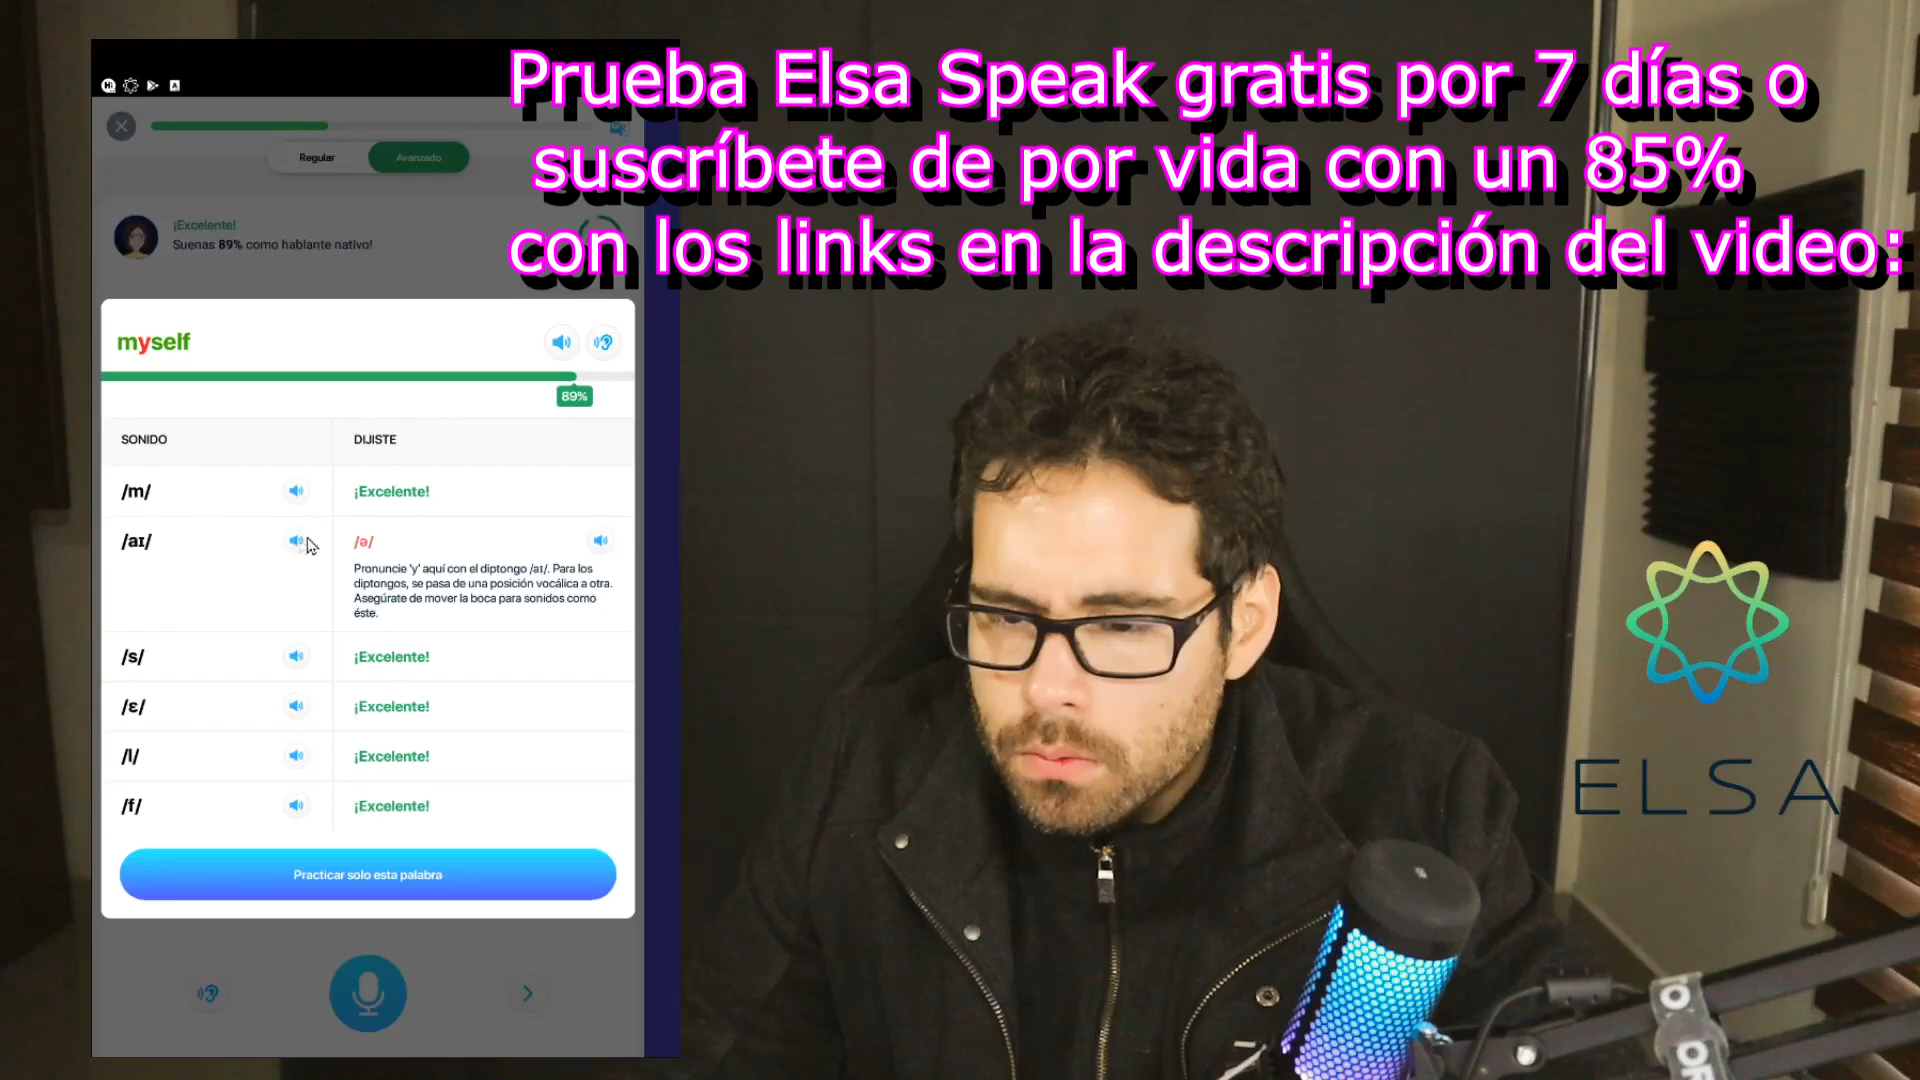 Prueba Elsa Speak gratis por 7 días o
suscríbete de por vida con un 85%
con los links en la descripción del video:
Regular
Avanzado
¡Excelente!
Suenas 89% como hablante nativo!
myself
89%
SONIDO
DIJISTE
/m/
¡Excelente!
/aɪ/
/ə/
Pronuncie 'y' aquí con el diptongo /aɪ/. Para los
diptongos, se pasa de una posición vocálica a otra.
Asegúrate de mover la boca para sonidos como
éste.
/s/
¡Excelente!
/ɛ/
¡Excelente!
/l/
¡Excelente!
/f/
¡Excelente!
Practicar solo esta palabra
ELSA